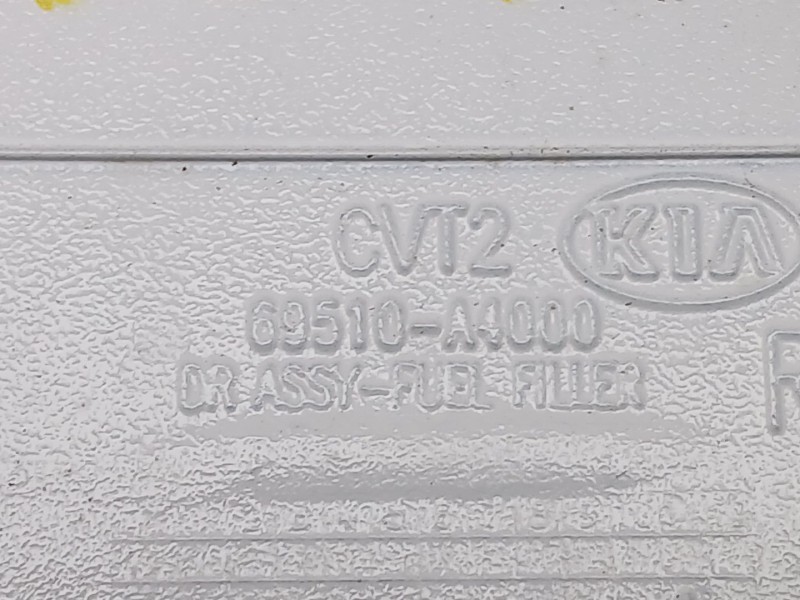 CVT2 KIA
69510-A4000
DR ASSY-FUEL FILLER
R